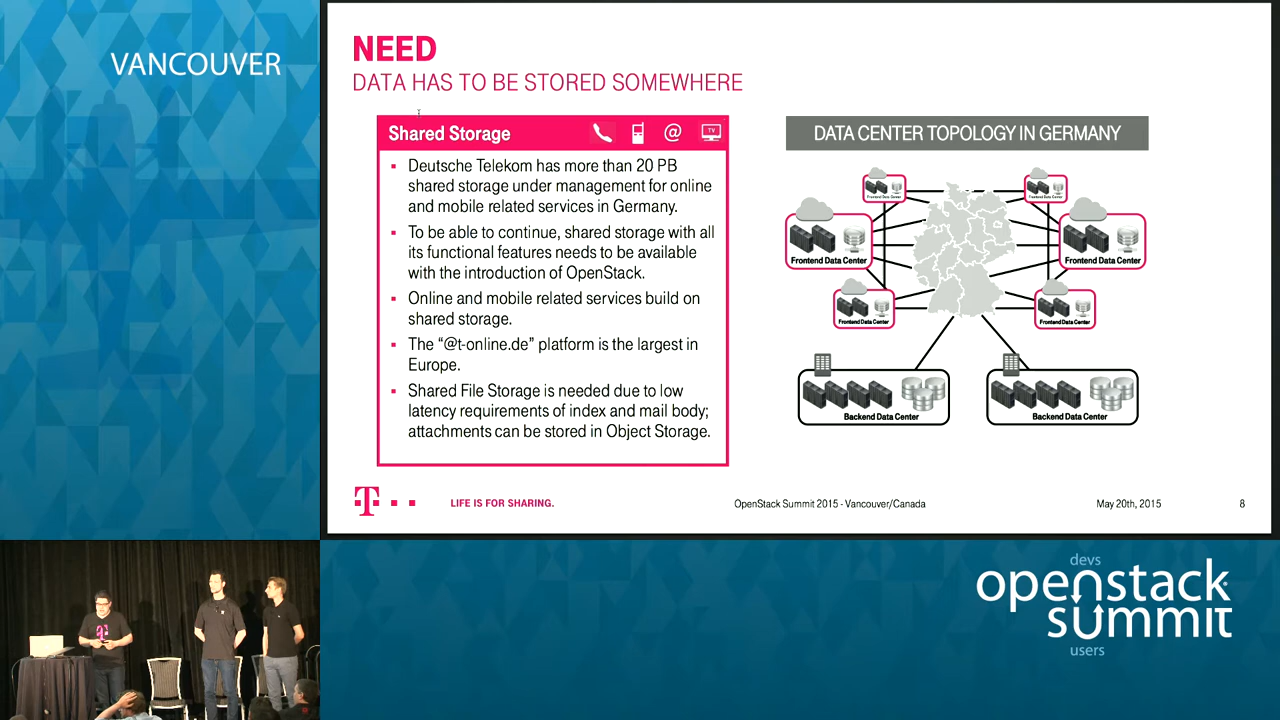 VANCOUVER
NEED
DATA HAS TO BE STORED SOMEWHERE
Shared Storage
@
TV
▪ Deutsche Telekom has more than 20 PB
shared storage under management for online
and mobile related services in Germany.
▪ To be able to continue, shared storage with all
its functional features needs to be available
with the introduction of OpenStack.
▪ Online and mobile related services build on
shared storage.
▪ The “@t-online.de” platform is the largest in
Europe.
▪ Shared File Storage is needed due to low
latency requirements of index and mail body;
attachments can be stored in Object Storage.
DATA CENTER TOPOLOGY IN GERMANY
Frontend Data Center
Frontend Data Center
Frontend Data Center
Frontend Data Center
Frontend Data Center
Frontend Data Center
Backend Data Center
Backend Data Center
T
LIFE IS FOR SHARING.
OpenStack Summit 2015 - Vancouver/Canada
May 20th, 2015
8
T
devs
openstack
summit
users